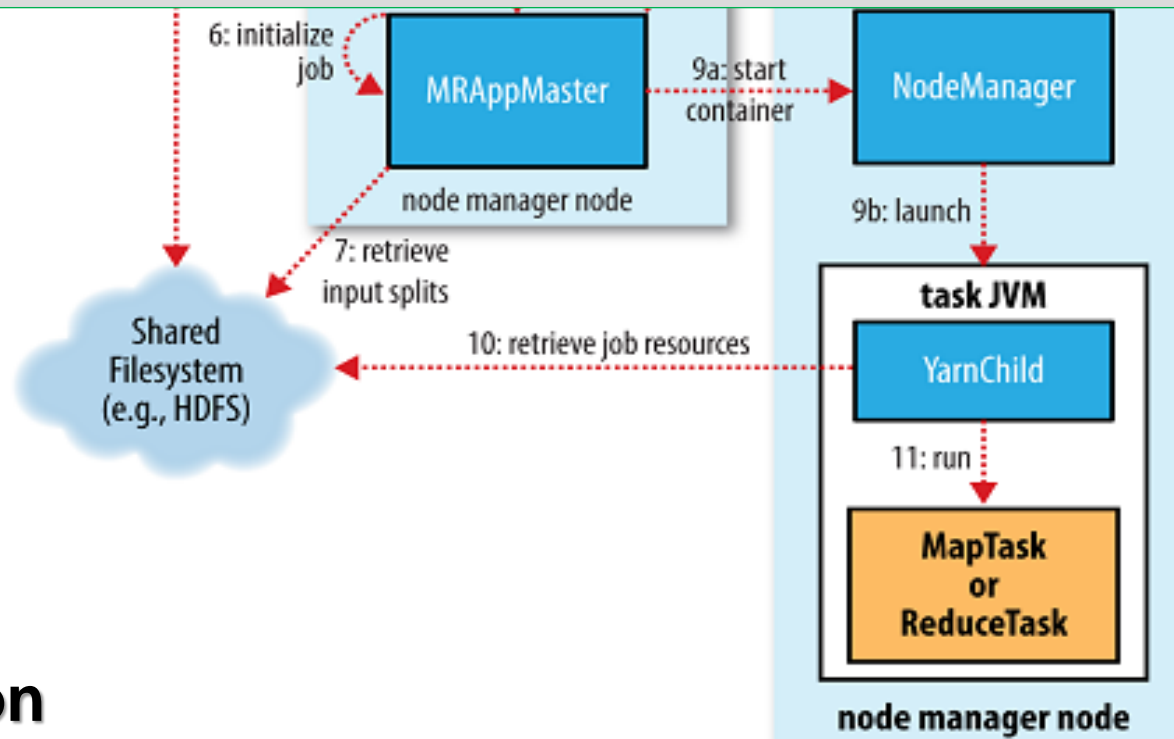 6: initialize
job
MRAppMaster
9a: start
container
NodeManager
node manager node
9b: launch
7: retrieve
input splits
task JVM
Shared
Filesystem
(e.g., HDFS)
10: retrieve job resources
YarnChild
11: run
MapTask
or
ReduceTask
on
node manager node